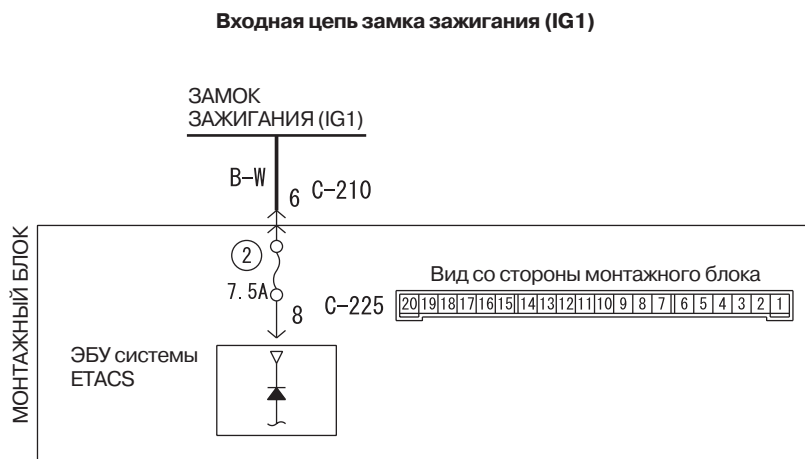 Входная цепь замка зажигания (IG1)
ЗАМОК
ЗАЖИГАНИЯ (IG1)
B-W
6 C-210
МОНТАЖНЫЙ БЛОК
2
7.5A
8
C-225
Вид со стороны монтажного блока
20 19 18 17 16 15 14 13 12 11 10 9 8 7 6 5 4 3 2 1
ЭБУ системы
ETACS